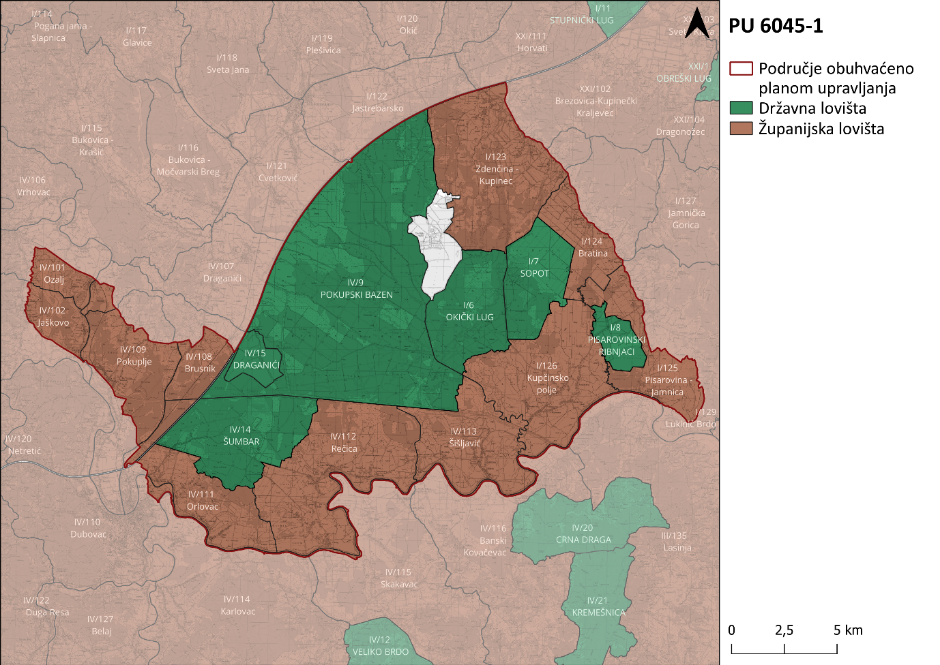 PU 6045-1
Područje obuhvaćeno
planom upravljanja
Državna lovišta
Županijska lovišta
0 2,5 5 km
I/114
Pogana jama
Slapnica
I/117
Glavice
I/118
Sveta Jana
I/119
Plešivica
I/120
Okić
I/11
STUPNIČKI LUG
XXI/111
Horvati
OBREŠKI LUG
XXI/102
Brezovica-Kupinečki
Kraljevec
XXI/104
Dragonožec
I/122
Jastrebarsko
I/115
Bukovica -
Krašić
I/116
Bukovica -
Močvarski Breg
I/121
Cvetković
I/123
Zdenčina -
Kupinec
IV/106
Vrhovac
I/127
Jamnička
Gorica
I/124
Bratina
IV/107
Draganići
IV/101
Ozalj
IV/102
Jaškovo
IV/9
POKUPSKI BAZEN
I/7
SOPOT
I/6
OKIČKI LUG
I/8
PISAROVINSKI
RIBNJACI
IV/109
Pokuplje
IV/108
Brusnik
IV/15
DRAGANIĆI
I/126
Kupčinsko
polje
I/125
Pisarovina -
Jamnica
I/129
Lukinić Brdo
IV/120
Netretić
IV/14
ŠUMBAR
IV/112
Rečica
IV/113
Šišljavić
IV/111
Orlovac
IV/110
Dubovac
IV/116
Banski
Kovačevac
IV/20
CRNA DRAGA
III/135
Lasinja
IV/115
Skakavac
IV/122
Duga Resa
IV/127
Belaj
IV/114
Karlovac
IV/21
KREMEŠNICA
IV/12
VELIKO BRDO